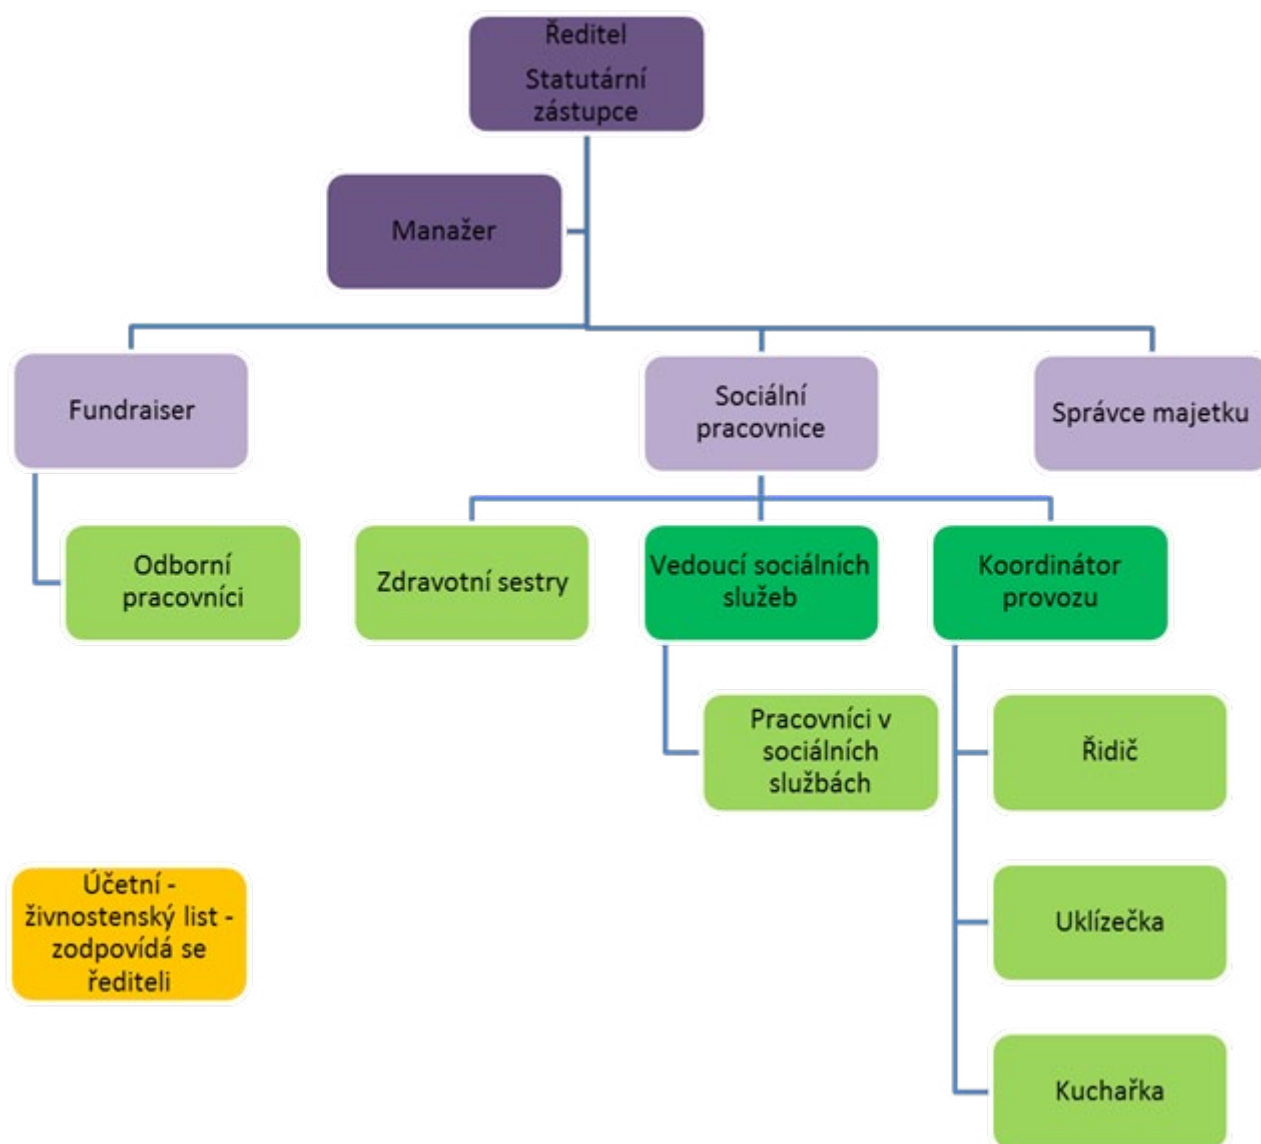 Ředitel
Statutární
zástupce
Manažer
Fundraiser
Sociální
pracovnice
Správce majetku
Odborní
pracovníci
Zdravotní sestry
Vedoucí sociálních
služeb
Koordinátor
provozu
Pracovníci v
sociálních
službách
Řidič
Účetní -
živnostenský list -
zodpovídá se
řediteli
Uklízečka
Kuchařka